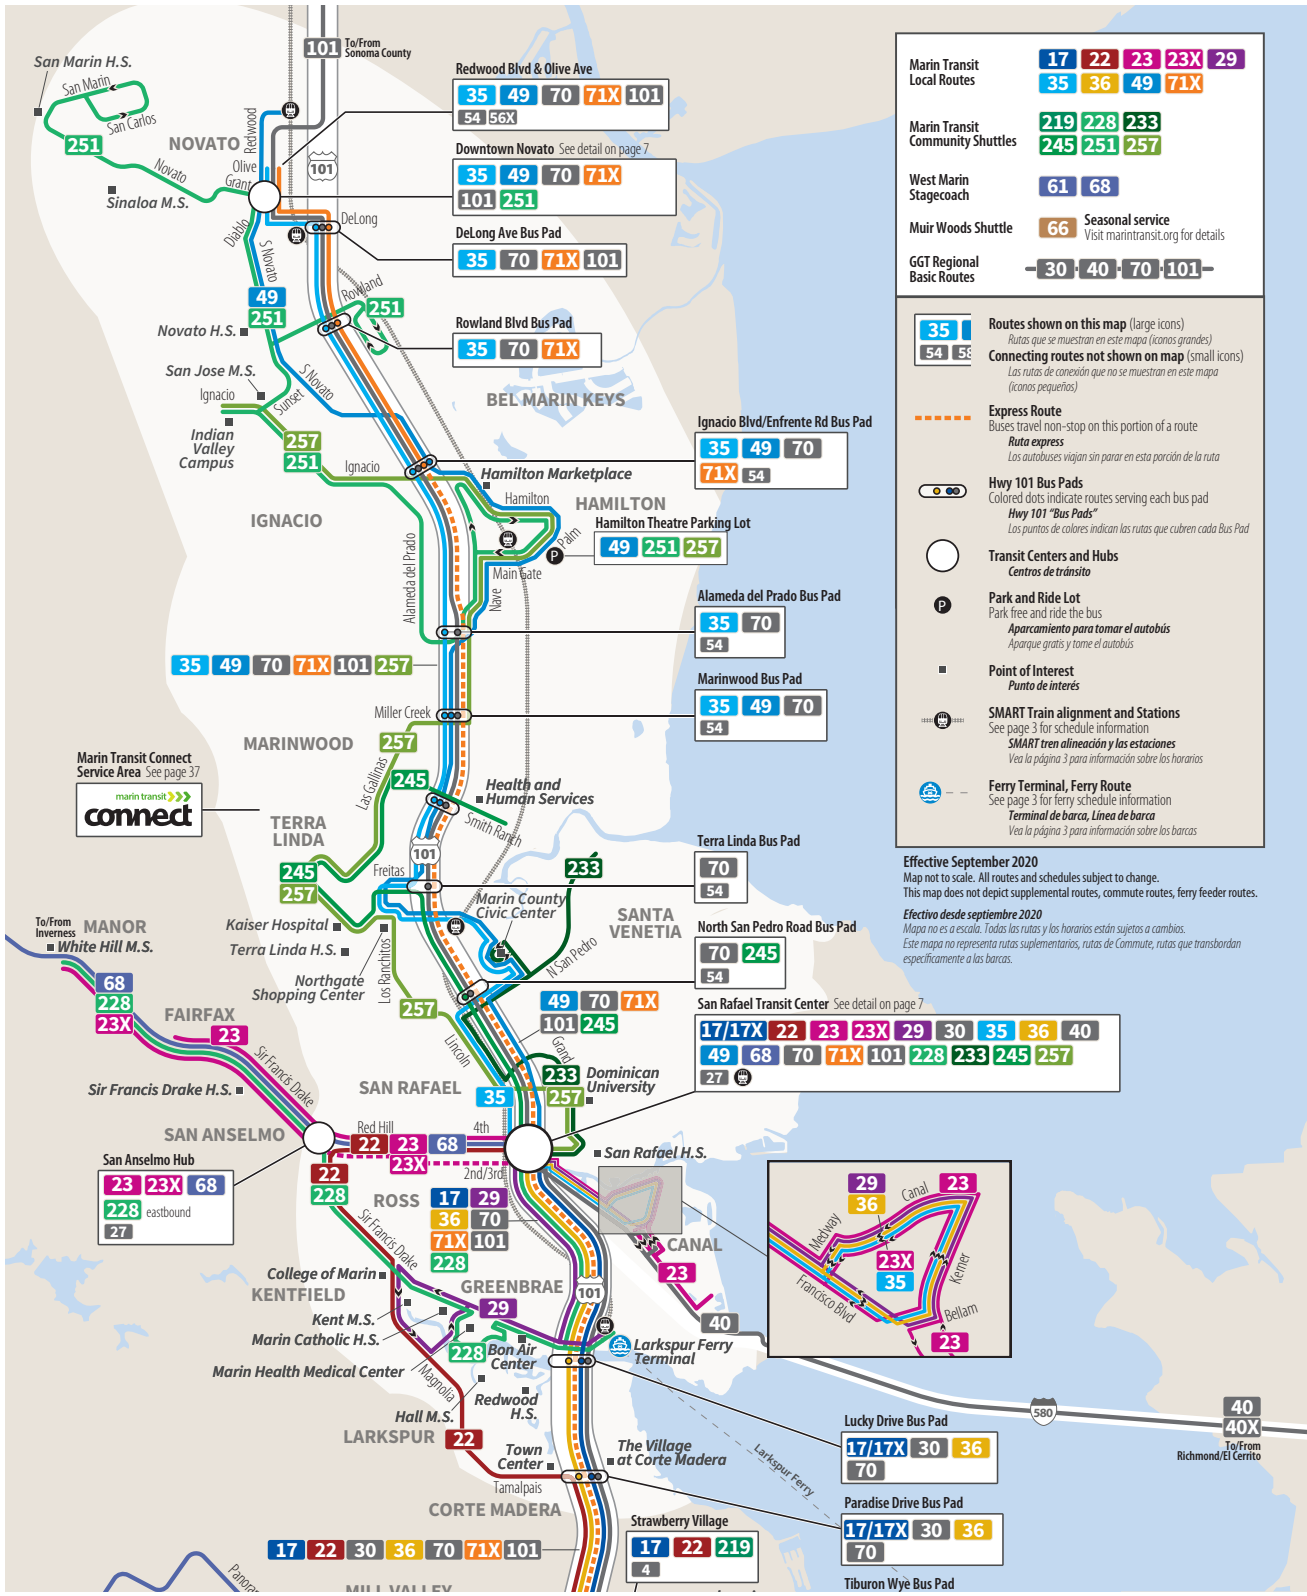 San Marin H.S.
San Marin
San Carlos
251
NOVATO
Redwood
101
To/From
Sonoma County
Novato
Olive
Grant
Sinaloa M.S.
101
Diablo
S Novato
DeLong
Redwood Blvd & Olive Ave
35 49 70 71X 101
54 56X
Downtown Novato See detail on page 7
35 49 70 71X
101 251
DeLong Ave Bus Pad
35 70 71X 101
Rowland Blvd Bus Pad
35 70 71X
49
251
Rowland
251
Novato H.S.
San Jose M.S.
S Novato
Ignacio
Sunset
BEL MARIN KEYS
Indian
Valley
Campus
257
251
Ignacio
IGNACIO
Ignacio Blvd/Enfrente Rd Bus Pad
35 49 70
71X 54
Hamilton Marketplace
Hamilton
HAMILTON
Hamilton Theatre Parking Lot
49 251 257
Palm
P
Main Gate
Nave
Alameda del Prado
Alameda del Prado Bus Pad
35 70
54
35 49 70 71X 101 257
Marinwood Bus Pad
35 49 70
54
Miller Creek
MARINWOOD
257
Marin Transit Connect
Service Area See page 37
marin transit
connect
Las Gallinas
245
Health and
Human Services
Smith Ranch
TERRA
LINDA
101
245
257
Freitas
233
Terra Linda Bus Pad
70
54
Marin County
Civic Center
SANTA
VENETIA
Kaiser Hospital
Terra Linda H.S.
Northgate
Shopping Center
Los Ranchitos
N San Pedro
North San Pedro Road Bus Pad
70 245
54
To/From
Inverness
MANOR
White Hill M.S.
68
228
23X
FAIRFAX
23
Sir Francis Drake
Sir Francis Drake H.S.
257
49 70 71X
101 245
Lincoln
Grand
San Rafael Transit Center See detail on page 7
17/17X 22 23 23X 29 30 35 36 40
49 68 70 71X 101 228 233 245 257
27
SAN RAFAEL
233
Dominican
University
35
257
SAN ANSELMO
Red Hill
4th
22 23 68
23X
2nd/3rd
San Rafael H.S.
San Anselmo Hub
23 23X 68
228 eastbound
27
22
228
ROSS
17 29
36 70
71X 101
228
Sir Francis Drake
CANAL
23
40
29
36
Canal
23
Medway
23X
35
Kerner
Francisco Blvd
Bellam
23
College of Marin
KENTFIELD
GREENBRAE
101
29
Kent M.S.
Marin Catholic H.S.
228
Bon Air
Center
Larkspur Ferry
Terminal
Marin Health Medical Center
Magnolia
Redwood
H.S.
Hall M.S.
LARKSPUR
22
Town
Center
The Village
at Corte Madera
Tamalpais
CORTE MADERA
Larkspur Ferry
580
40
40X
To/From
Richmond/El Cerrito
Lucky Drive Bus Pad
17/17X 30 36
70
Paradise Drive Bus Pad
17/17X 30 36
70
Tiburon Wye Bus Pad
17 22 30 36 70 71X 101
Strawberry Village
17 22 219
4
MILL VALLEY
Marin Transit
Local Routes
17 22 23 23X 29
35 36 49 71X
Marin Transit
Community Shuttles
219 228 233
245 251 257
West Marin
Stagecoach
61 68
Muir Woods Shuttle
66
Seasonal service
Visit marintransit.org for details
GGT Regional
Basic Routes
30 40 70 101
35
54 58
Routes shown on this map (large icons)
Rutas que se muestran en este mapa (iconos grandes)
Connecting routes not shown on map (small icons)
Las rutas de conexión que no se muestran en este mapa
(iconos pequeños)
Express Route
Buses travel non-stop on this portion of a route
Ruta express
Los autobuses viajan sin parar en esta porción de la ruta
Hwy 101 Bus Pads
Colored dots indicate routes serving each bus pad
Hwy 101 “Bus Pads”
Los puntos de colores indican las rutas que cubren cada Bus Pad
Transit Centers and Hubs
Centros de tránsito
P
Park and Ride Lot
Park free and ride the bus
Aparcamiento para tomar el autobús
Aparque gratis y tome el autobús
Point of Interest
Punto de interés
SMART Train alignment and Stations
See page 3 for schedule information
SMART tren alineación y las estaciones
Vea la página 3 para información sobre los horarios
Ferry Terminal, Ferry Route
See page 3 for ferry schedule information
Terminal de barca, Línea de barca
Vea la página 3 para información sobre los barcas
Effective September 2020
Map not to scale. All routes and schedules subject to change.
This map does not depict supplemental routes, commute routes, ferry feeder routes.
Efectivo desde septiembre 2020
Mapa no es a escala. Todas las rutas y los horarios están sujetos a cambios.
Este mapa no representa rutas suplementarios, rutas de Commute, rutas que transbordan
específicamente a las barcas.